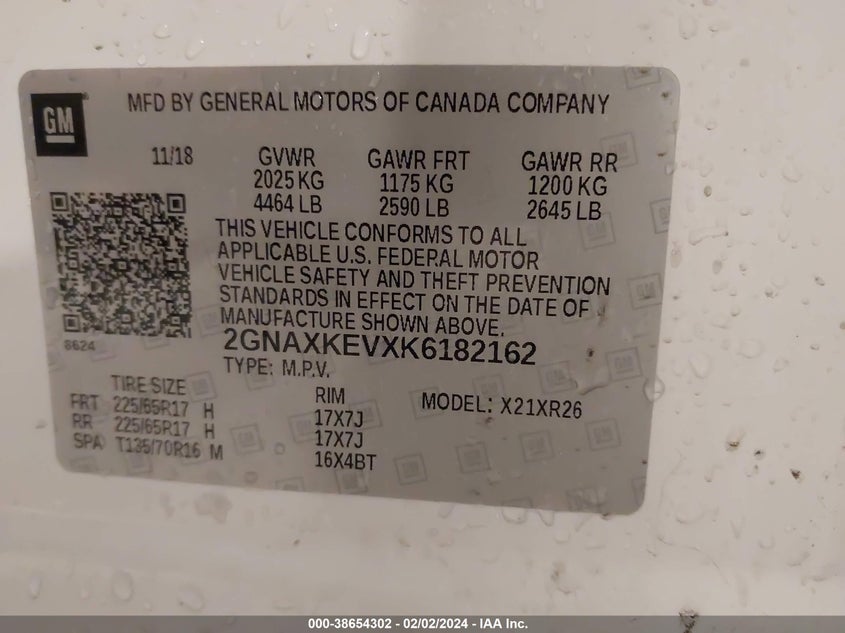 GM
MFD BY GENERAL MOTORS OF CANADA COMPANY
11/18 GVWR GAWR FRT GAWR RR
2025 KG 1175 KG 1200 KG
4464 LB 2590 LB 2645 LB
THIS VEHICLE CONFORMS TO ALL
APPLICABLE U.S. FEDERAL MOTOR
VEHICLE SAFETY AND THEFT PREVENTION
STANDARDS IN EFFECT ON THE DATE OF
MANUFACTURE SHOWN ABOVE.
8624
2GNAXKEVXK6182162
TYPE: M.P.V.
TIRE SIZE RIM MODEL: X21XR26
FRT 225/65R17 H 17X7J
RR 225/65R17 H 17X7J
SPA T135/70R16 M 16X4BT
000-38654302 / 02/02/2024 - IAA Inc.